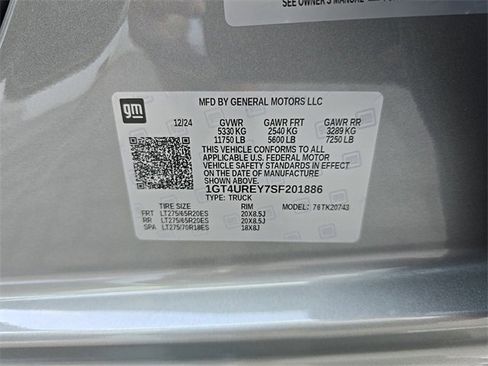 SEE OWNER'S MANUAL
gm
MFD BY GENERAL MOTORS LLC
12/24 GVWR GAWR FRT GAWR RR
5330 KG 2540 KG 3289 KG
11750 LB 5600 LB 7250 LB
THIS VEHICLE CONFORMS TO ALL
APPLICABLE U.S. FEDERAL MOTOR
VEHICLE SAFETY STANDARDS IN EFFECT
ON THE DATE OF MANUFACTURE
1GT4UREY7SF201886
TYPE: TRUCK
TIRE SIZE RIM MODEL: 76TK20743
FRT LT275/65R20ES 20X8.5J
RR LT275/65R20ES 20X8.5J
SPA LT275/70R18ES 18X8J